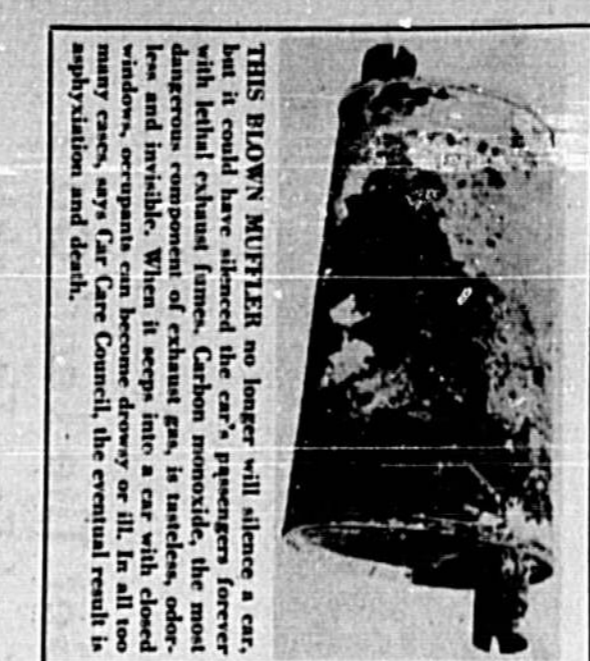 THIS BLOWN MUFFLER no longer will silence a car,
but it could have silenced the car's passengers forever
with lethal exhaust fumes. Carbon monoxide, the most
dangerous component of exhaust gas, is tasteless, odor-
less and invisible. When it seeps into a car with closed
windows, occupants can become drowsy or ill. In all too
many cases, says Car Care Council, the eventual result is
asphyxiation and death.